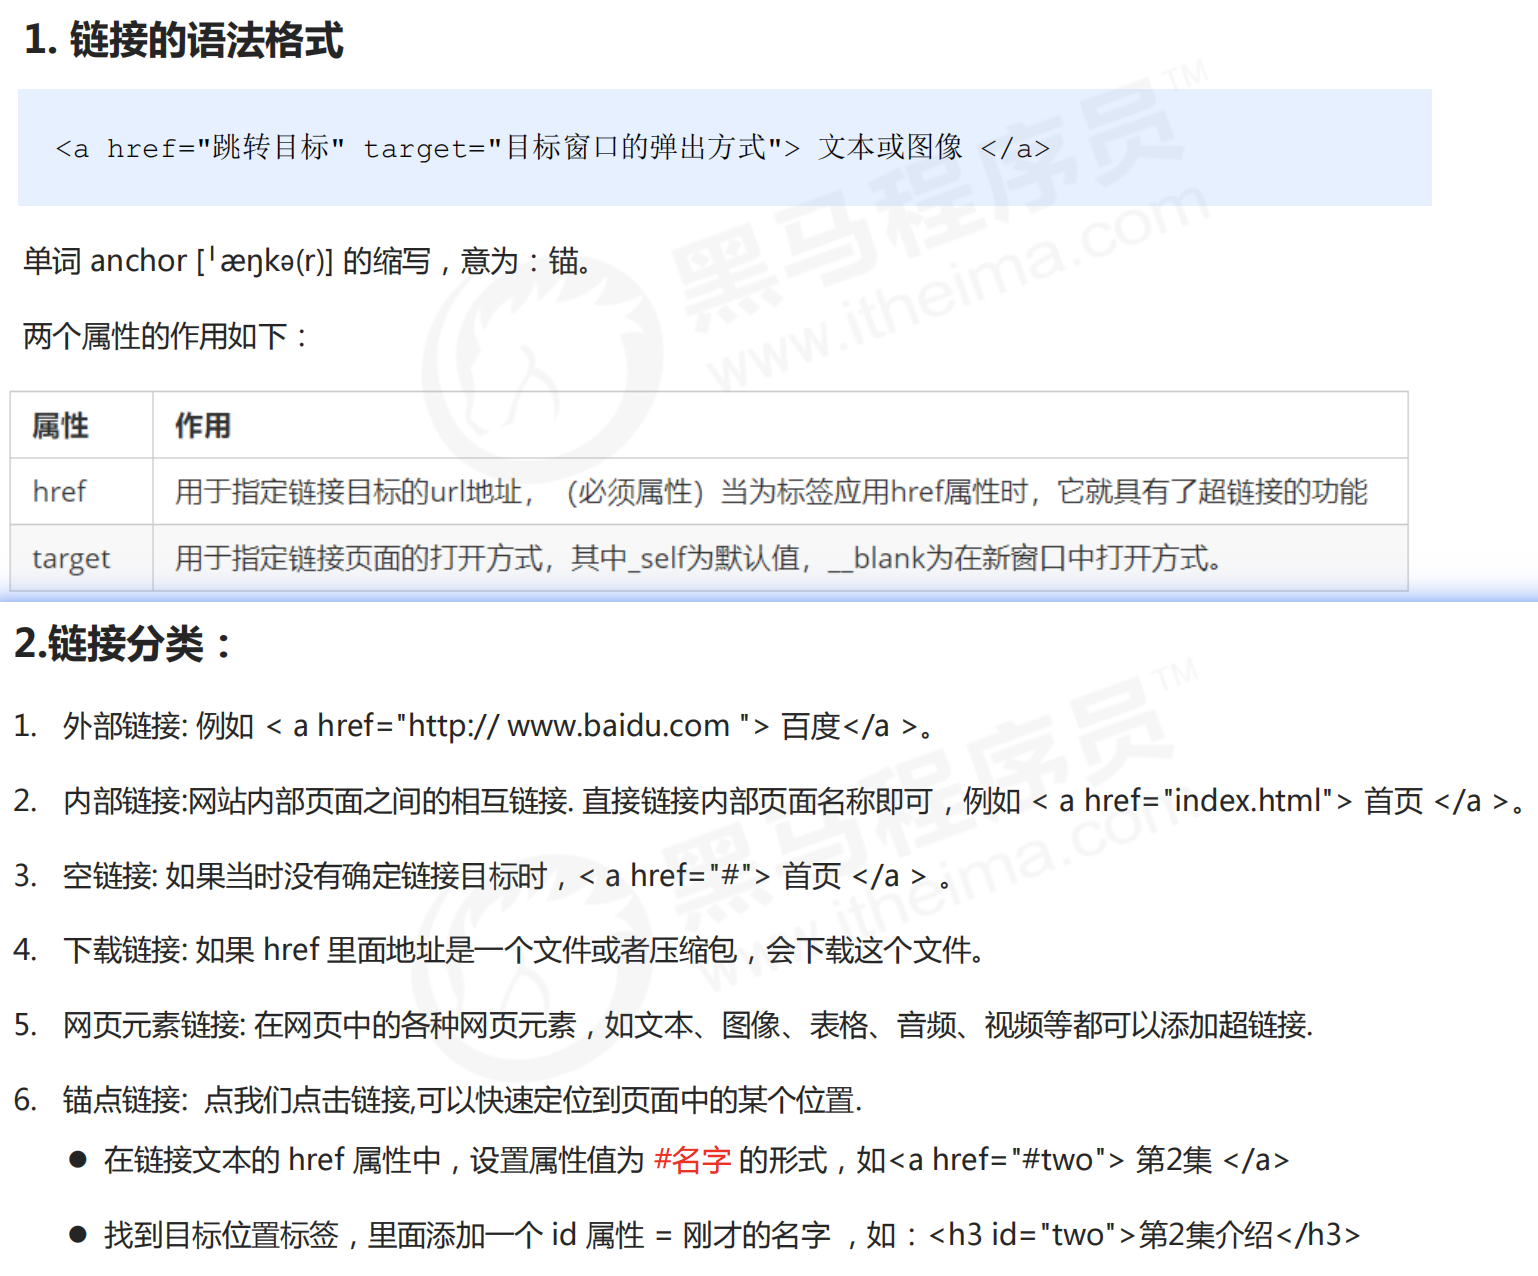 1. 链接的语法格式
<a href="跳转目标" target="目标窗口的弹出方式"> 文本或图像 </a>
单词 anchor [ˈæŋkə(r)] 的缩写，意为：锚。
两个属性的作用如下：
属性 作用
href 用于指定链接目标的url地址，（必须属性）当为标签应用href属性时，它就具有了超链接的功能
target 用于指定链接页面的打开方式，其中_self为默认值，__blank为在新窗口中打开方式。
2.链接分类：
1. 外部链接: 例如 < a href="http:// www.baidu.com "> 百度</a >。
2. 内部链接:网站内部页面之间的相互链接. 直接链接内部页面名称即可，例如 < a href="index.html"> 首页 </a >。
3. 空链接: 如果当时没有确定链接目标时，< a href="#"> 首页 </a > 。
4. 下载链接: 如果 href 里面地址是一个文件或者压缩包，会下载这个文件。
5. 网页元素链接: 在网页中的各种网页元素，如文本、图像、表格、音频、视频等都可以添加超链接.
6. 锚点链接: 点我们点击链接,可以快速定位到页面中的某个位置.
● 在链接文本的 href 属性中，设置属性值为 #名字 的形式，如<a href="#two"> 第2集 </a>
● 找到目标位置标签，里面添加一个 id 属性 = 刚才的名字 ，如：<h3 id="two">第2集介绍</h3>
黑马程序员™
www.itheima.com
黑马程序员™
www.itheima.com